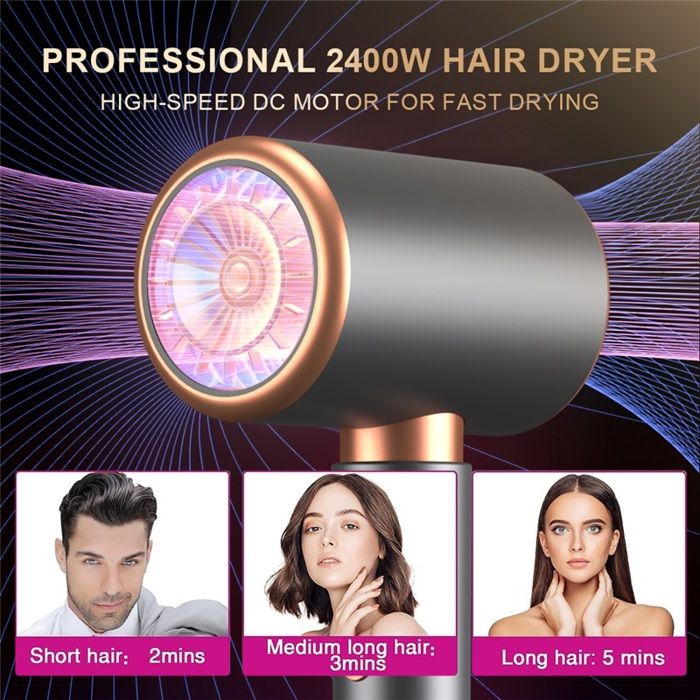 PROFESSIONAL 2400W HAIR DRYER
HIGH-SPEED DC MOTOR FOR FAST DRYING
Short hair: 2mins
Medium long hair:
3mins
Long hair: 5 mins